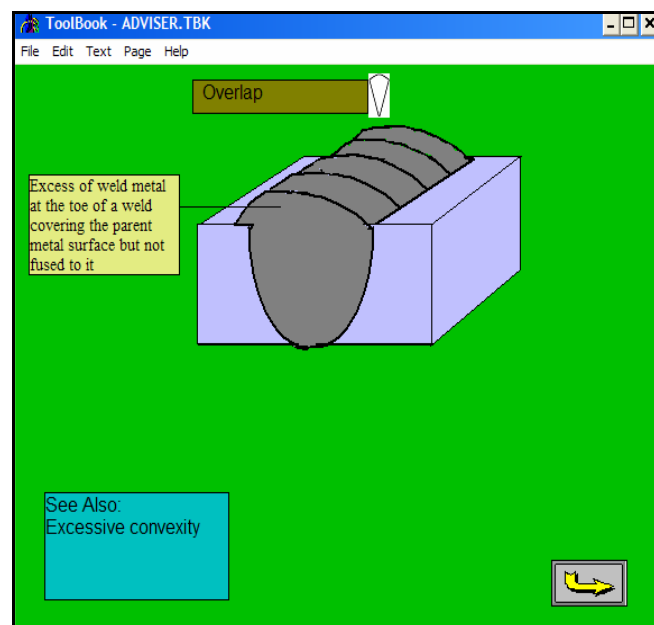 ToolBook - ADVISER.TBK
File Edit Text Page Help
Overlap
Excess of weld metal
at the toe of a weld
covering the parent
metal surface but not
fused to it
See Also:
Excessive convexity